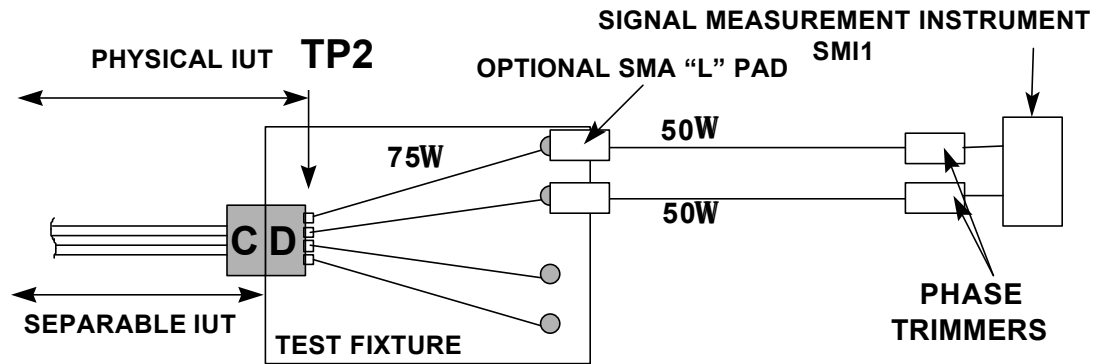 SIGNAL MEASUREMENT INSTRUMENT
SMI1
PHYSICAL IUT TP2
OPTIONAL SMA “L” PAD
75W
50W
50W
C D
PHASE
TRIMMERS
SEPARABLE IUT
TEST FIXTURE